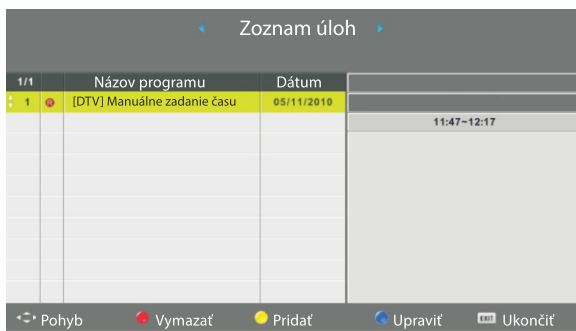 Zoznam úloh
1/1 Názov programu Dátum
1 R [DTV] Manuálne zadanie času 05/11/2010
11:47~12:17
Pohyb Vymazať Pridať Upraviť EXIT Ukončiť